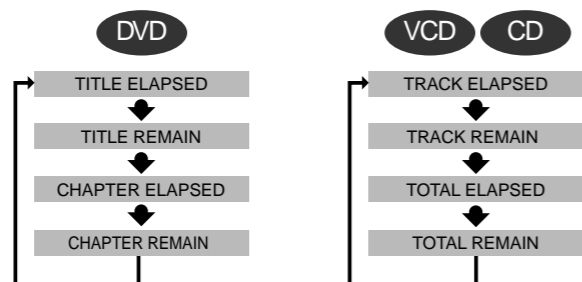 DVD
TITLE ELAPSED
TITLE REMAIN
CHAPTER ELAPSED
CHAPTER REMAIN
VCD CD
TRACK ELAPSED
TRACK REMAIN
TOTAL ELAPSED
TOTAL REMAIN